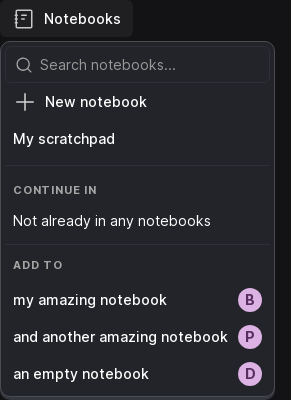 Notebooks
Search notebooks...
New notebook
My scratchpad
CONTINUE IN
Not already in any notebooks
ADD TO
my amazing notebook B
and another amazing notebook P
an empty notebook D